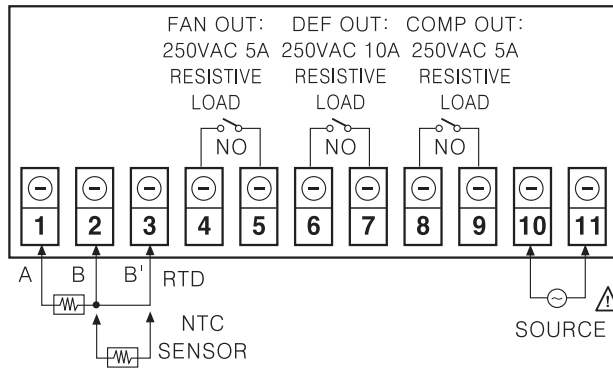 FAN OUT: DEF OUT: COMP OUT:
250VAC 5A 250VAC 10A 250VAC 5A
RESISTIVE RESISTIVE RESISTIVE
LOAD LOAD LOAD
NO NO NO
1 2 3 4 5 6 7 8 9 10 11
A B B' RTD
NTC
SENSOR
SOURCE